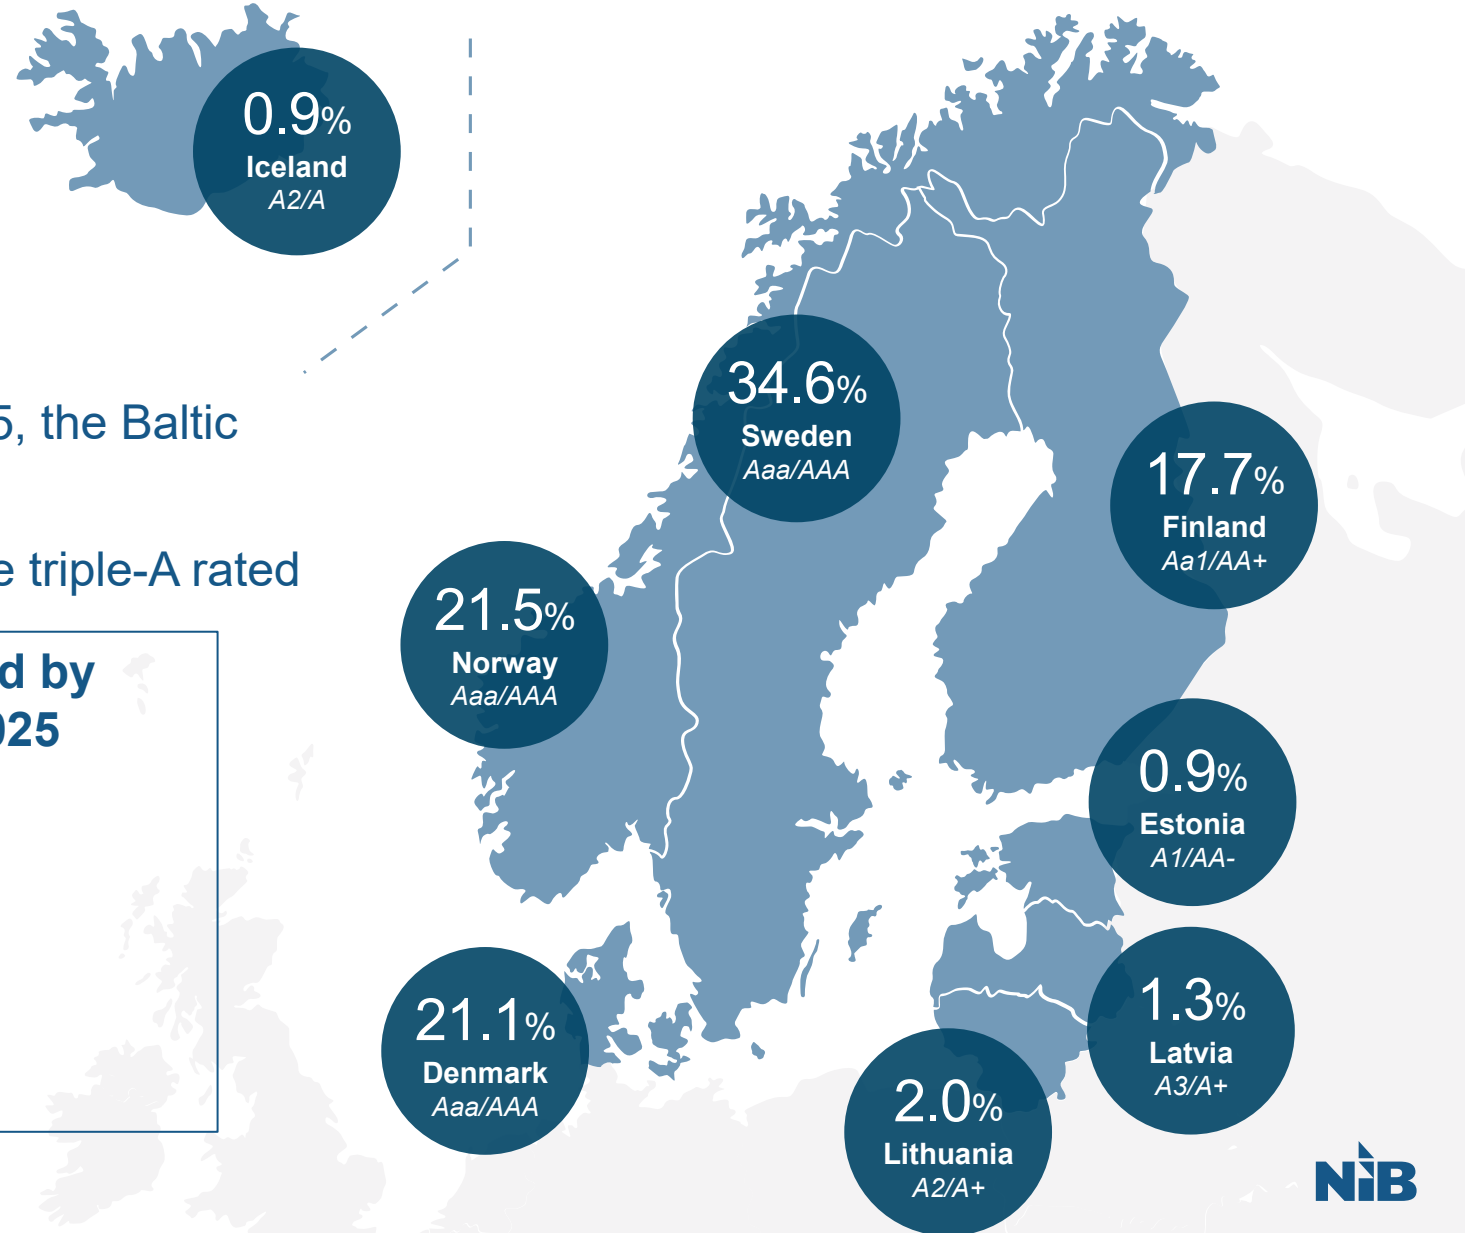 0.9%
Iceland
A2/A
5, the Baltic
e triple-A rated
d by
025
34.6%
Sweden
Aaa/AAA
17.7%
Finland
Aa1/AA+
21.5%
Norway
Aaa/AAA
0.9%
Estonia
A1/AA-
21.1%
Denmark
Aaa/AAA
1.3%
Latvia
A3/A+
2.0%
Lithuania
A2/A+
NiB